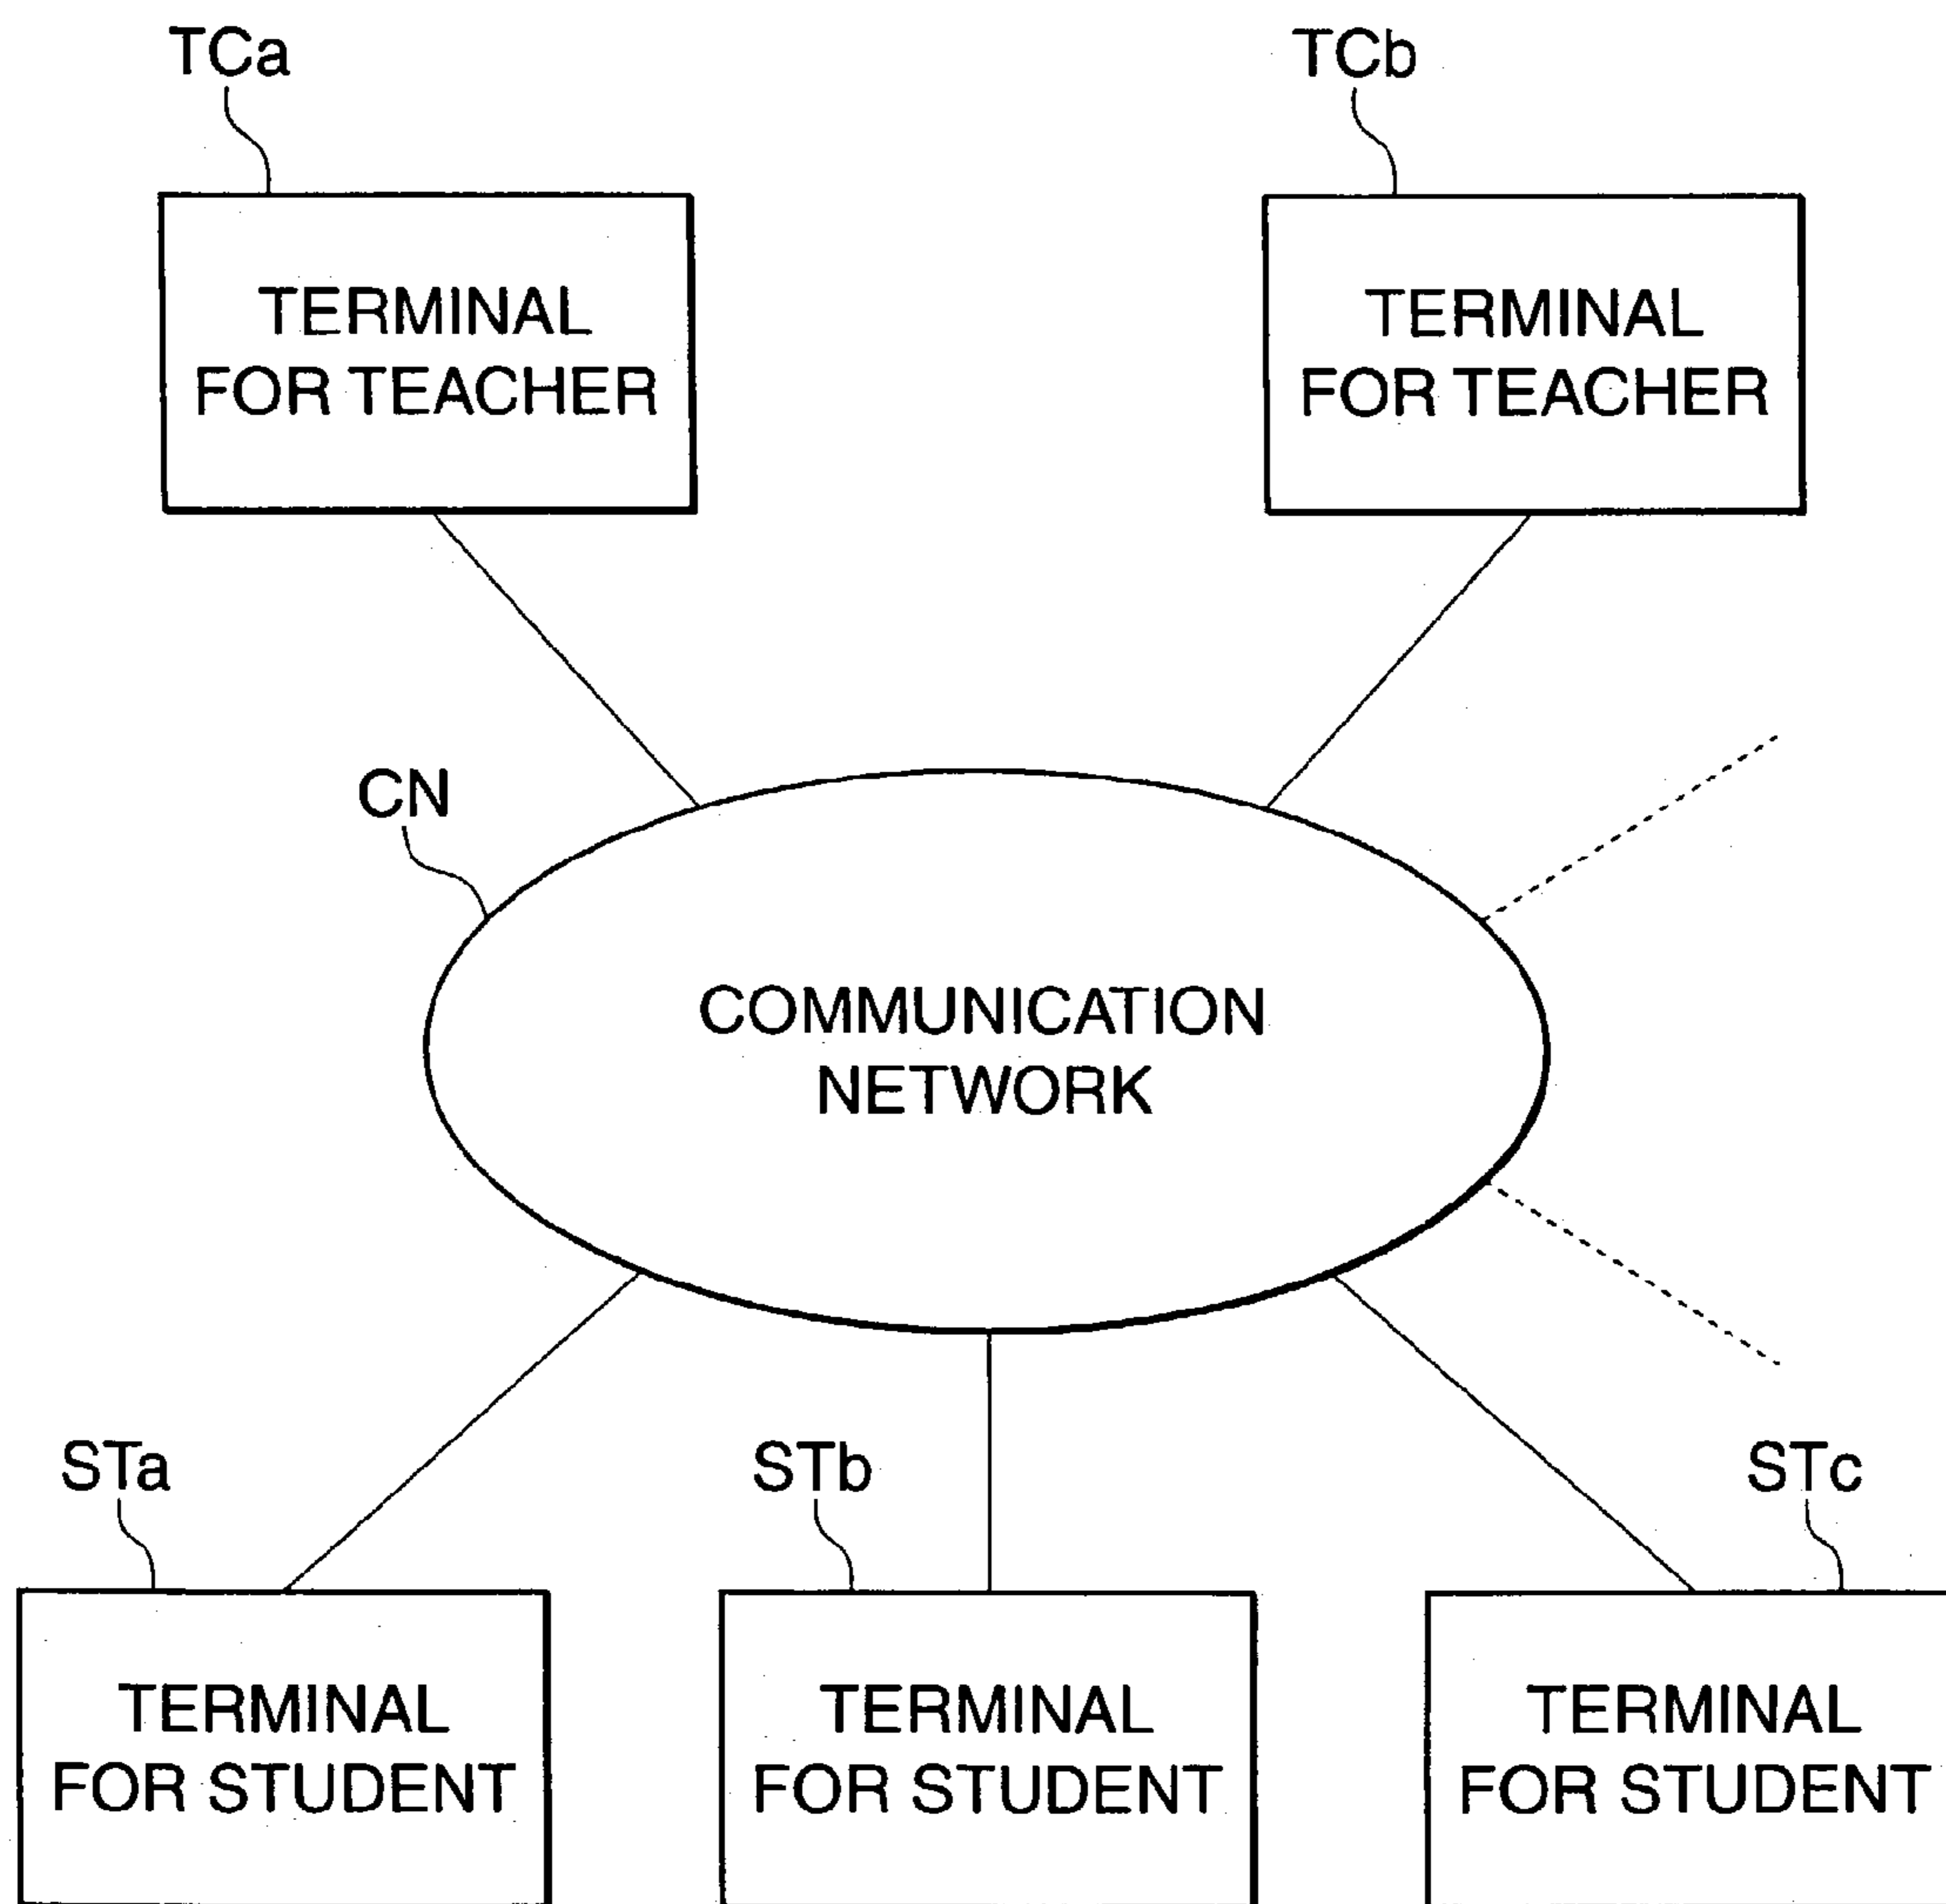 TCa
TCb
TERMINAL
FOR TEACHER
TERMINAL
FOR TEACHER
CN
COMMUNICATION
NETWORK
STa
STb
STc
TERMINAL
FOR STUDENT
TERMINAL
FOR STUDENT
TERMINAL
FOR STUDENT